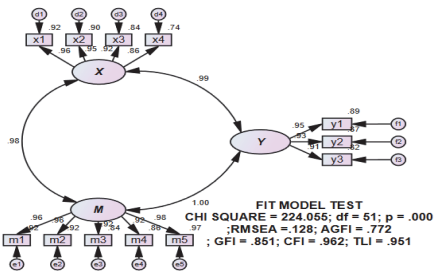 d1 d2 d3 d4
.92 .90 .84 .74
x1 x2 x3 x4
.96 .95 .92 .86
X
.99
.89
.95 y1 f1
.98 Y .93 .87
y2 f2
.91 .82
y3 f3
M 1.00
FIT MODEL TEST
CHI SQUARE = 224.055; df = 51; p = .000
;RMSEA =.128; AGFI = .772
; GFI = .851; CFI = .962; TLI = .951
.96 .96 .92 .92 .98
.92 .92 .84 .88 .97
m1 m2 m3 m4 m5
e1 e2 e3 e4 e5